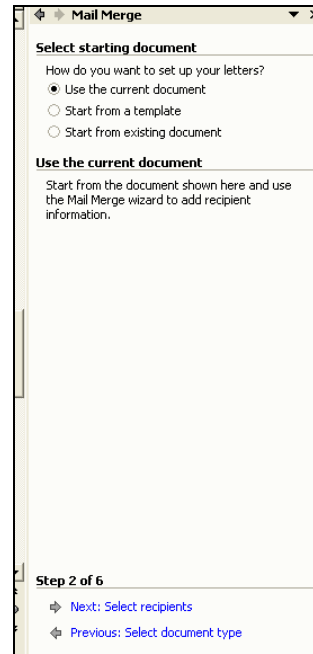 Mail Merge
Select starting document
How do you want to set up your letters?
Use the current document
Start from a template
Start from existing document
Use the current document
Start from the document shown here and use
the Mail Merge wizard to add recipient
information.
Step 2 of 6
Next: Select recipients
Previous: Select document type